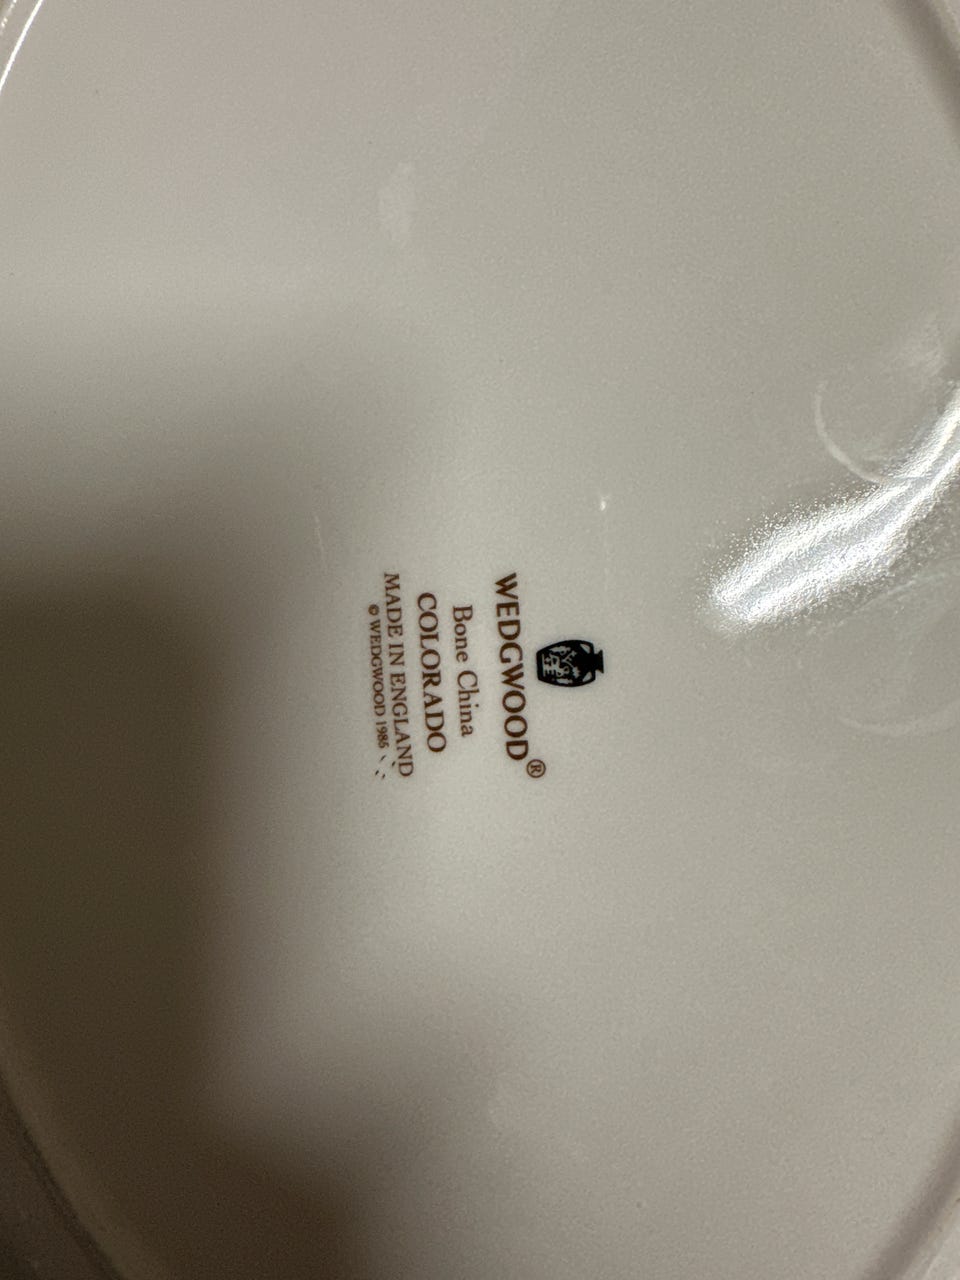 WEDGWOOD®
Bone China
COLORADO
MADE IN ENGLAND
© WEDGWOOD 1986